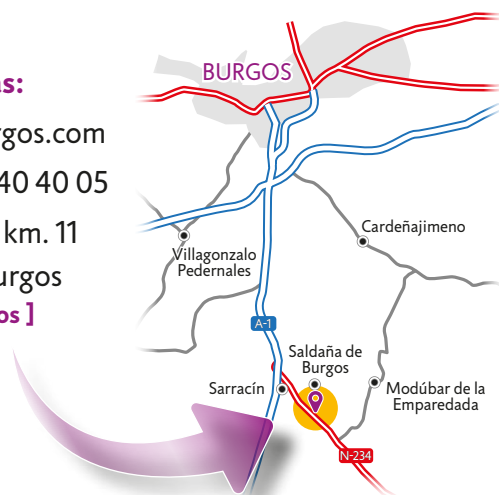 as:
rgos.com
40 40 05
km. 11
urgos
os ]
BURGOS
Cardeñajimeno
Villagonzalo
Pedernales
A-1
Saldaña de
Burgos
Sarracín
Modúbar de la
Emparedada
N-234